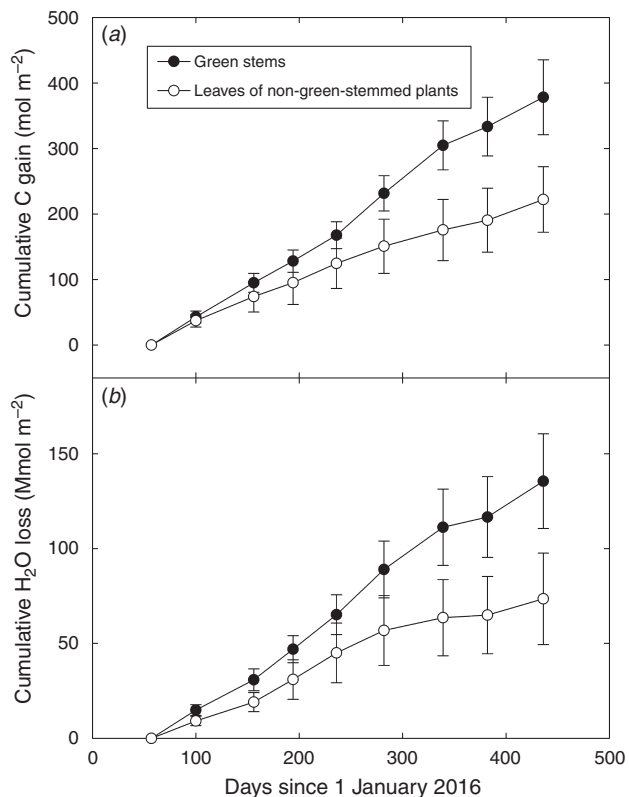 (a)
Green stems
Leaves of non-green-stemmed plants
Cumulative C gain (mol m⁻²)
500
400
300
200
100
0
(b)
Cumulative H₂O loss (Mmol m⁻²)
150
100
50
0
0 100 200 300 400 500
Days since 1 January 2016